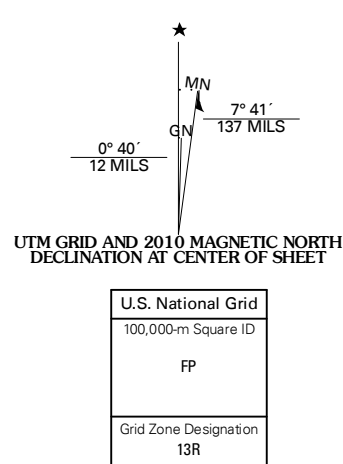 MN
7° 41´
137 MILS
GN
0° 40´
12 MILS
UTM GRID AND 2010 MAGNETIC NORTH
DECLINATION AT CENTER OF SHEET
U.S. National Grid
100,000-m Square ID
FP
Grid Zone Designation
13R